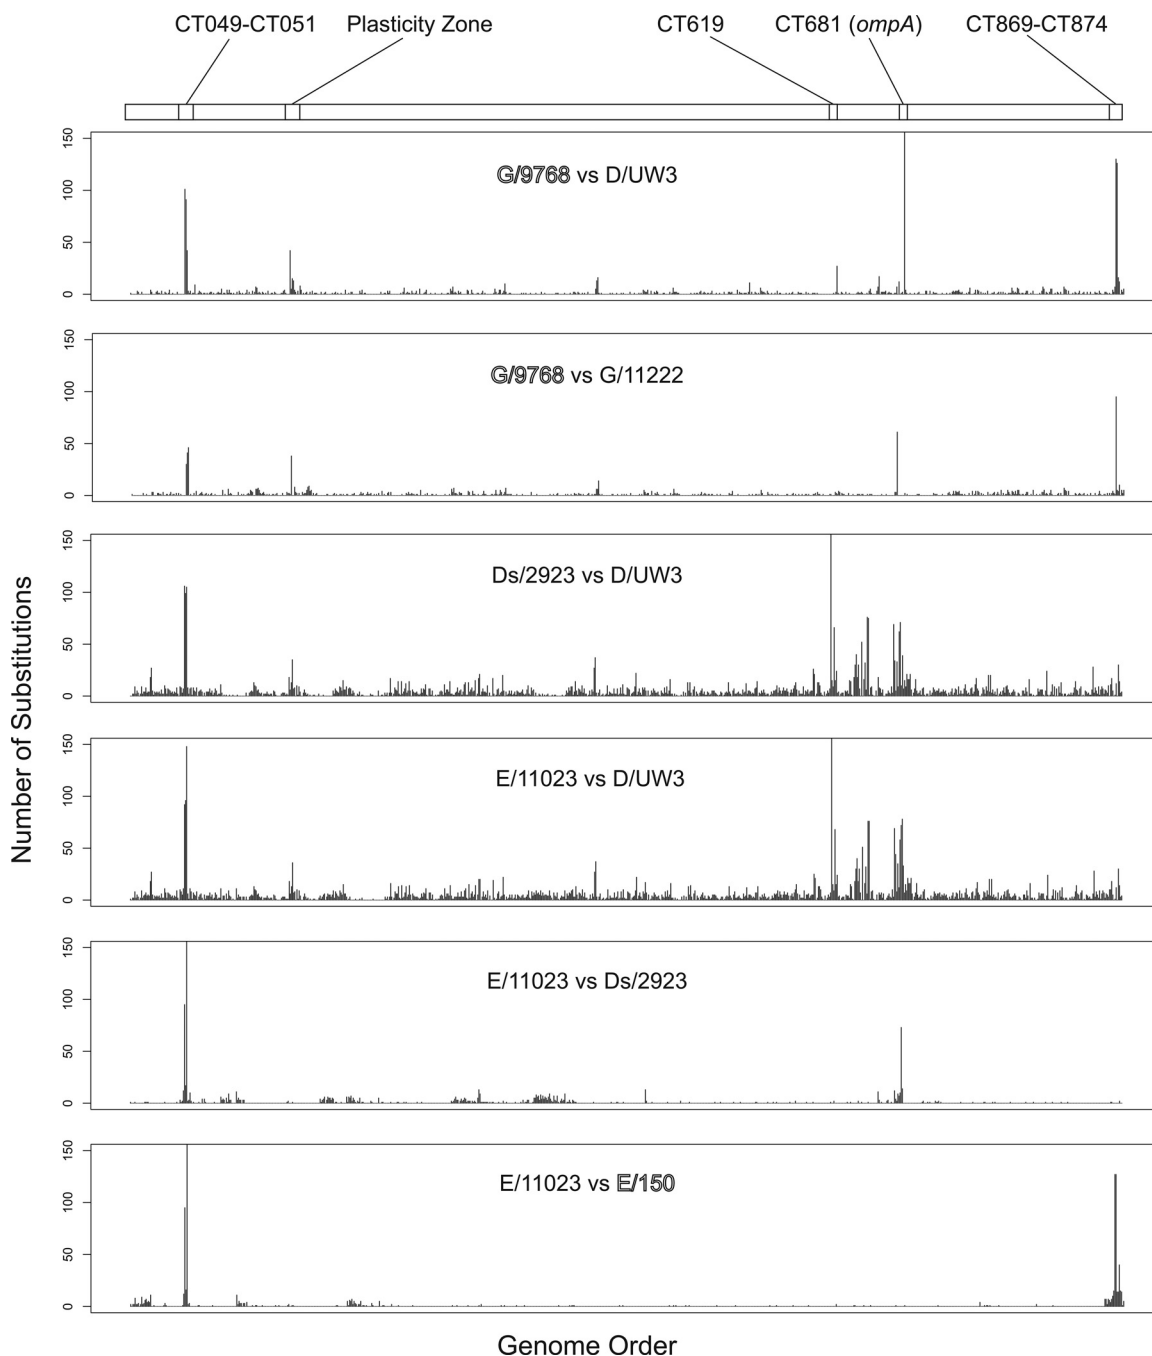 CT049-CT051 Plasticity Zone CT619 CT681 (ompA) CT869-CT874
G/9768 vs D/UW3
150
100
50
0
G/9768 vs G/11222
150
100
50
0
Ds/2923 vs D/UW3
150
100
50
0
E/11023 vs D/UW3
150
100
50
0
E/11023 vs Ds/2923
150
100
50
0
E/11023 vs E/150
150
100
50
0
Number of Substitutions
Genome Order